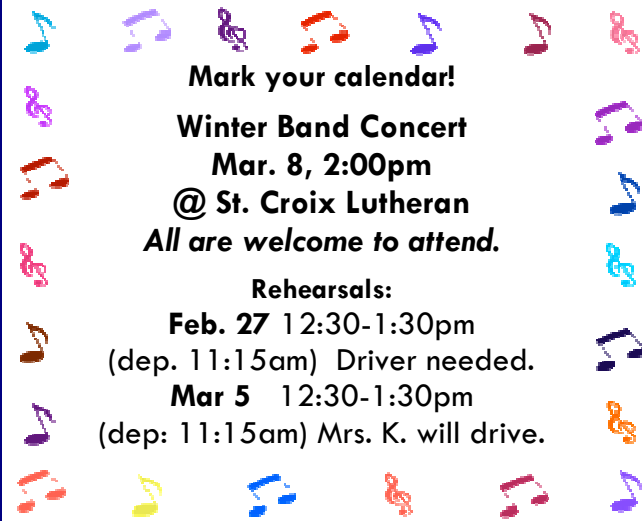 Mark your calendar!
Winter Band Concert
Mar. 8, 2:00pm
@ St. Croix Lutheran
All are welcome to attend.
Rehearsals:
Feb. 27 12:30-1:30pm
(dep. 11:15am) Driver needed.
Mar 5 12:30-1:30pm
(dep: 11:15am) Mrs. K. will drive.